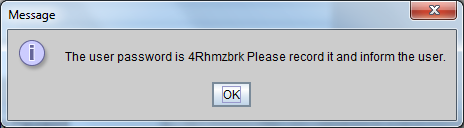 Message
The user password is 4Rhmzbrk Please record it and inform the user.
OK